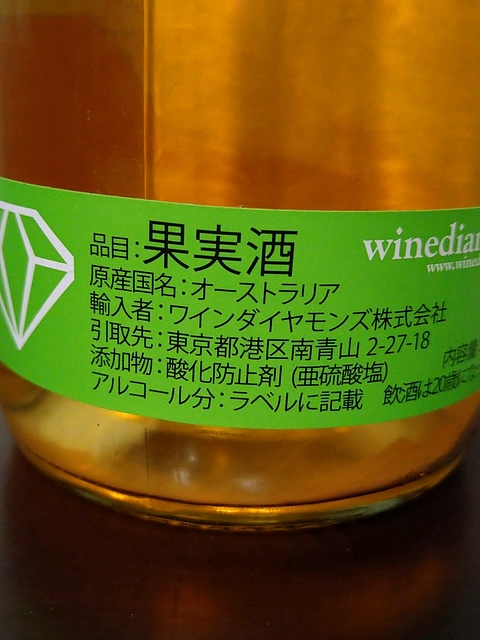 品目:果実酒
winedia
www.wined
原産国名:オーストラリア
輸入者:ワインダイヤモンズ株式会社
引取先:東京都港区南青山 2-27-18
内容量
添加物:酸化防止剤 (亜硫酸塩)
アルコール分:ラベルに記載 飲酒は20歳にな